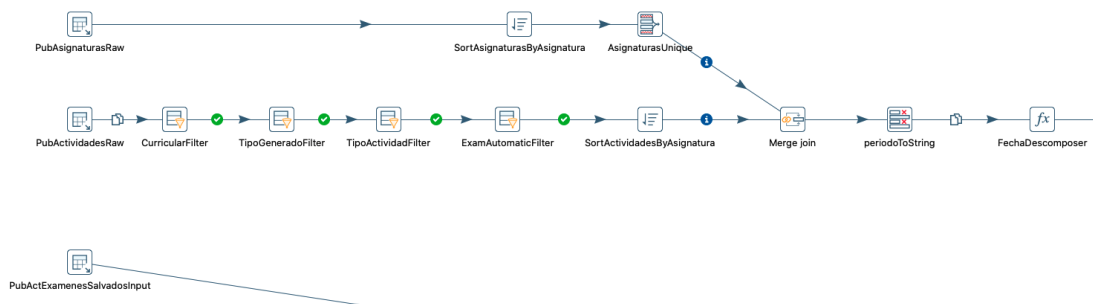 PubAsignaturasRaw
SortAsignaturasByAsignatura
AsignaturasUnique
PubActividadesRaw
CurricularFilter
TipoGeneradoFilter
TipoActividadFilter
ExamAutomaticFilter
SortActividadesByAsignatura
Merge join
periodoToString
FechaDescomposer
PubActExamenesSalvadosInput